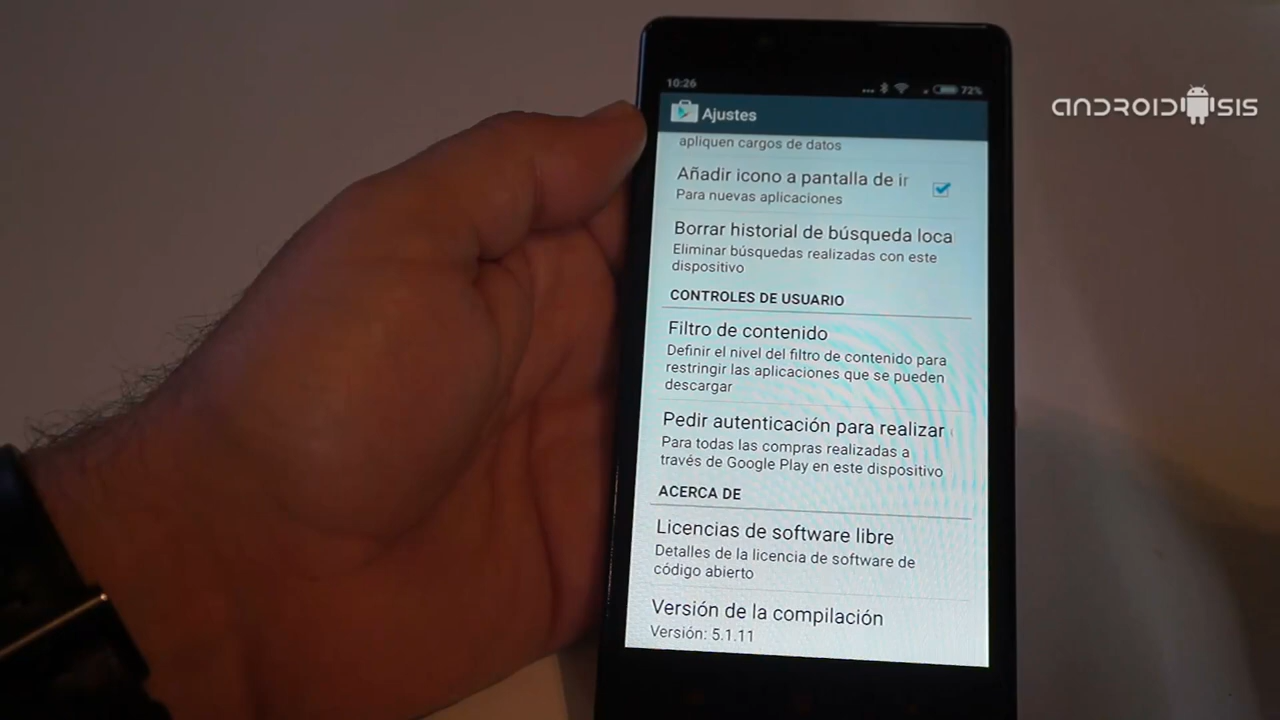 10:26
72%
ANDROIDSIS
Ajustes
apliquen cargos de datos
Añadir icono a pantalla de ir
Para nuevas aplicaciones
Borrar historial de búsqueda loca
Eliminar búsquedas realizadas con este
dispositivo
CONTROLES DE USUARIO
Filtro de contenido
Definir el nivel del filtro de contenido para
restringir las aplicaciones que se pueden
descargar
Pedir autenticación para realizar
Para todas las compras realizadas a
través de Google Play en este dispositivo
ACERCA DE
Licencias de software libre
Detalles de la licencia de software de
código abierto
Versión de la compilación
Versión: 5.1.11